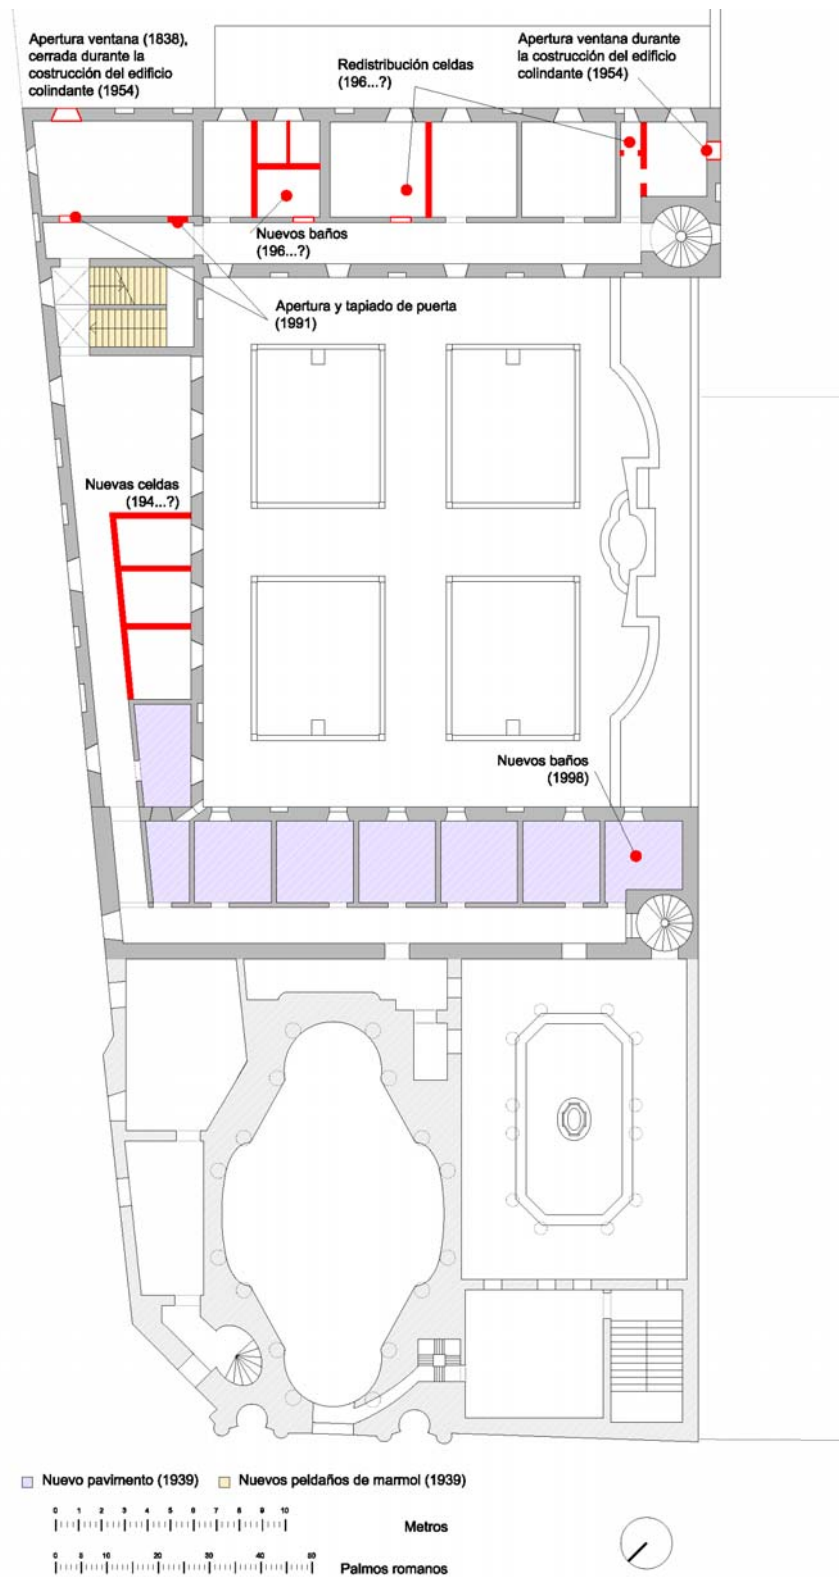 Apertura ventana (1838),
cerrada durante la
costrucción del edificio
colindante (1954)
Redistribución celdas
(196...?)
Apertura ventana durante
la costrucción del edificio
colindante (1954)
Nuevos baños
(196...?)
Apertura y tapiado de puerta
(1991)
Nuevas celdas
(194...?)
Nuevos baños
(1998)
Nuevo pavimento (1939)
Nuevos peldaños de marmol (1939)
0 1 2 3 4 5 6 7 8 9 10
Metros
0 5 10 20 30 40 50
Palmos romanos